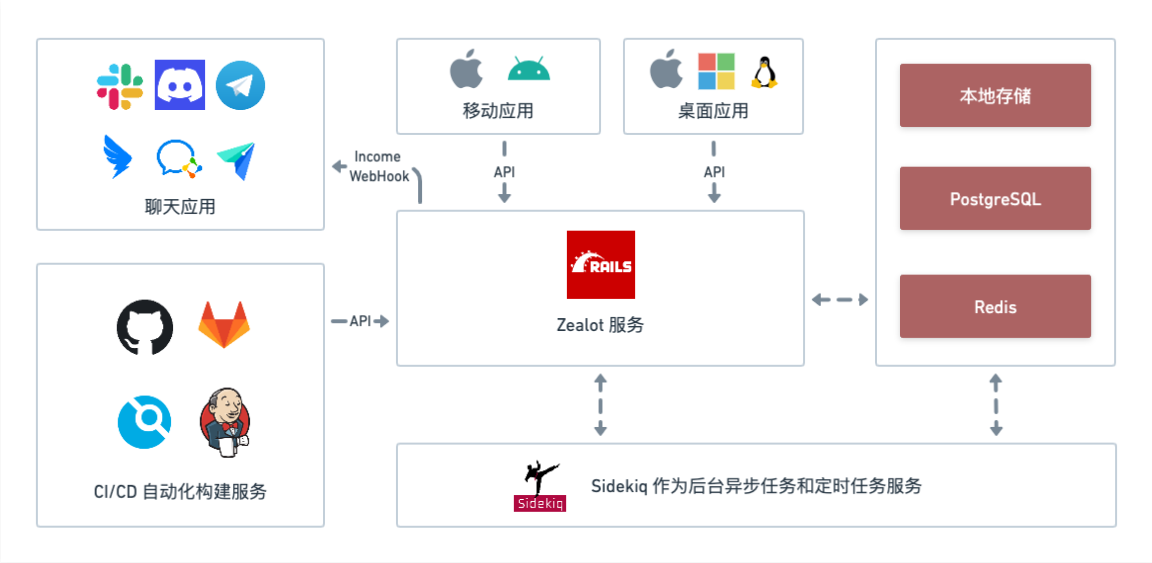 聊天应用
Income
WebHook
移动应用
桌面应用
API
API
RAILS
Zealot 服务
本地存储
PostgreSQL
Redis
API
CI/CD 自动化构建服务
Sidekiq
Sidekiq 作为后台异步任务和定时任务服务